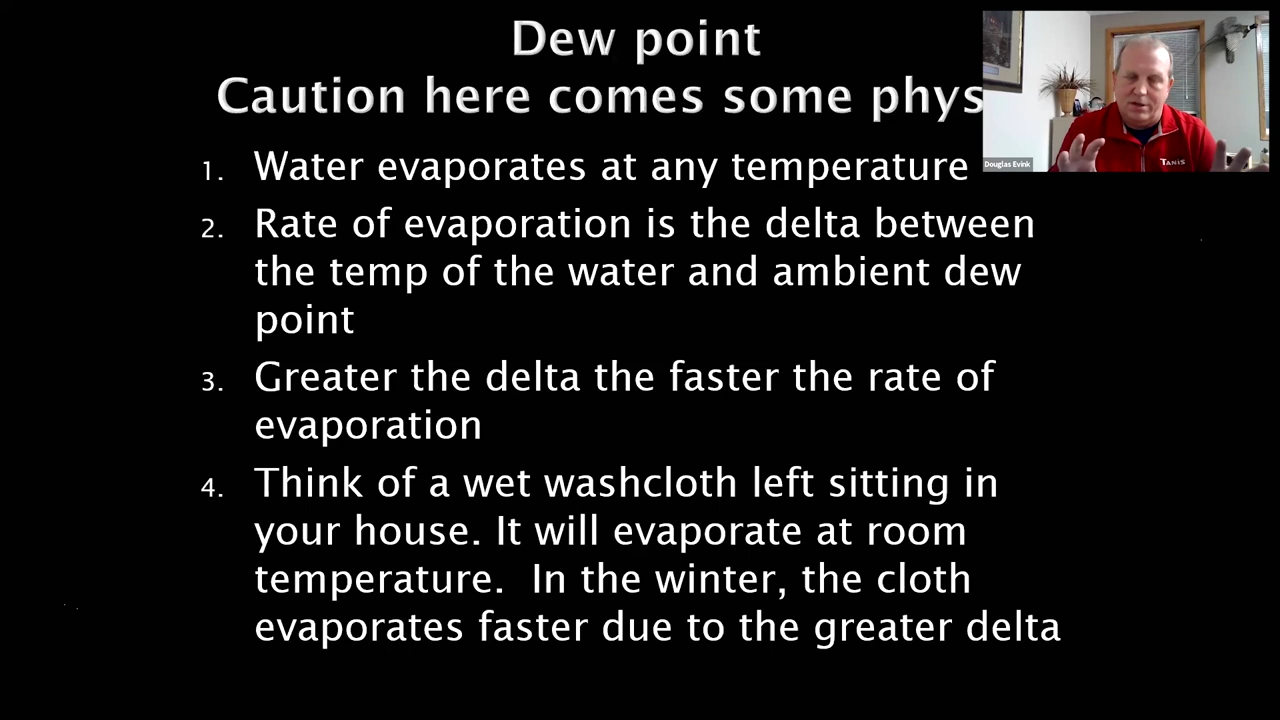 Dew point
Caution here comes some phys
1. Water evaporates at any temperature
2. Rate of evaporation is the delta between
the temp of the water and ambient dew
point
3. Greater the delta the faster the rate of
evaporation
4. Think of a wet washcloth left sitting in
your house. It will evaporate at room
temperature.  In the winter, the cloth
evaporates faster due to the greater delta
Douglas Evink
TANIS